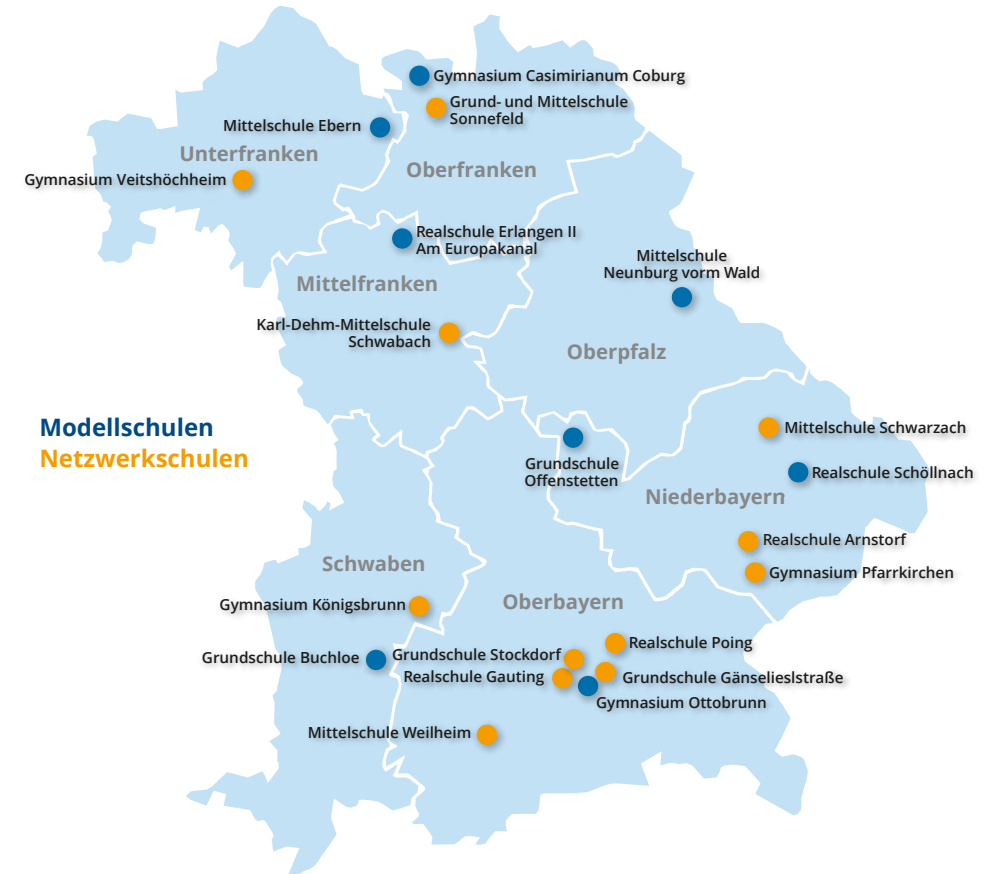 Gymnasium Casimirianum Coburg
Grund- und Mittelschule
Sonnefeld
Mittelschule Ebern
Unterfranken
Oberfranken
Gymnasium Veitshöchheim
Realschule Erlangen II
Am Europakanal
Mittelschule
Neunburg vorm Wald
Mittelfranken
Karl-Dehm-Mittelschule
Schwabach
Oberpfalz
Modellschulen
Netzwerkschulen
Mittelschule Schwarzach
Grundschule
Offenstetten
Realschule Schöllnach
Niederbayern
Realschule Arnstorf
Gymnasium Pfarrkirchen
Schwaben
Oberbayern
Gymnasium Königsbrunn
Realschule Poing
Grundschule Buchloe
Grundschule Stockdorf
Realschule Gauting
Grundschule Gänselieslstraße
Gymnasium Ottobrunn
Mittelschule Weilheim